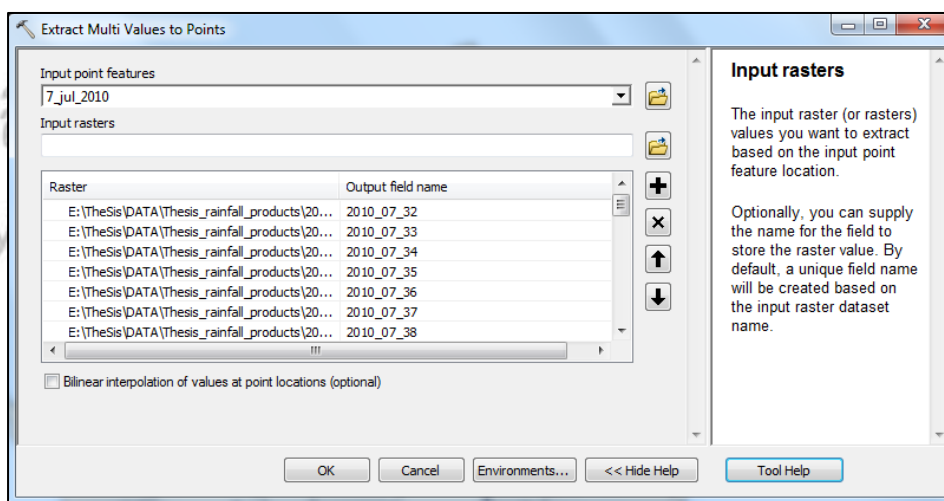 Extract Multi Values to Points
Input point features
7_jul_2010
Input rasters
Raster Output field name
E:\TheSis\DATA\Thesis_rainfall_products\20... 2010_07_32
E:\TheSis\DATA\Thesis_rainfall_products\20... 2010_07_33
E:\TheSis\DATA\Thesis_rainfall_products\20... 2010_07_34
E:\TheSis\DATA\Thesis_rainfall_products\20... 2010_07_35
E:\TheSis\DATA\Thesis_rainfall_products\20... 2010_07_36
E:\TheSis\DATA\Thesis_rainfall_products\20... 2010_07_37
E:\TheSis\DATA\Thesis_rainfall_products\20... 2010_07_38
Bilinear interpolation of values at point locations (optional)
OK Cancel Environments... << Hide Help Tool Help
Input rasters
The input raster (or rasters)
values you want to extract
based on the input point
feature location.
Optionally, you can supply
the name for the field to
store the raster value. By
default, a unique field name
will be created based on
the input raster dataset
name.